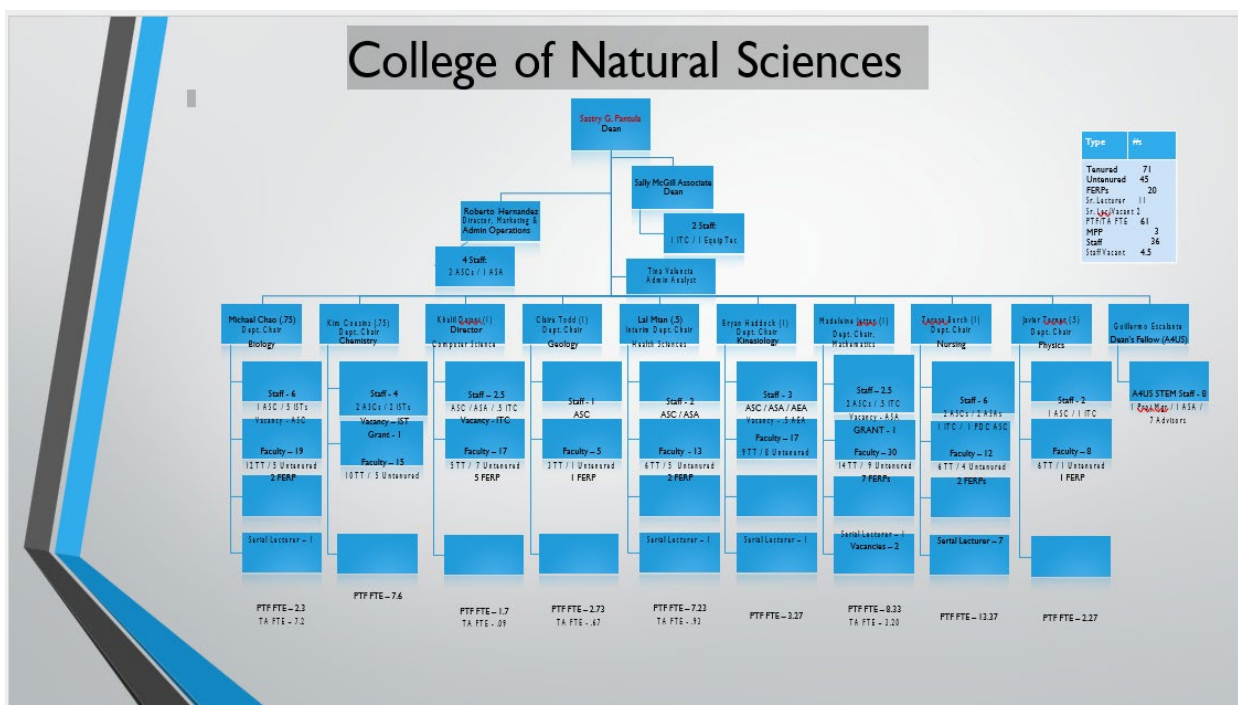 College of Natural Sciences
Sastry G. Pantula
Dean
Sally McGill Associate
Dean
Roberto Hernandez
Director, Marketing &
Admin Operations
2 Staff:
1 ITC / 1 Equip Tec
4 Staff:
2 ASCs / 1 ASA
Tina Valencia
Admin Analyst
Type #s
Tenured 71
Untenured 45
FERPs 20
Sr. Lecturer 11
Sr. Lec/Vacant 2
PTF/TA FTE 61
MPP 3
Staff 36
Staff Vacant 4.5
Michael Chao (.75)
Dept. Chair
Biology
Staff - 6
1 ASC / 5 ISTs
Vacancy - ASC
Faculty – 19
12TT / 5 Untenured
2 FERP
Serial Lecturer – 1
PTF FTE – 2.3
TA FTE – 7.2
Kim Cousins (.75)
Dept. Chair
Chemistry
Staff - 4
2 ASCs / 2 ISTs
Vacancy – IST
Grant - 1
Faculty – 15
10TT / 5 Untenured
PTF FTE – 7.6
Khalil
Director
Computer Science
Staff – 2.5
ASC / ASA / .5 ITC
Vacancy - ITC
Faculty – 17
5TT / 7 Untenured
5 FERP
PTF FTE – 1.7
TA FTE - .09
Claire Todd (1)
Dept. Chair
Geology
Staff - 1
ASC
Faculty – 5
3TT / 1 Untenured
1 FERP
PTF FTE – 2.73
TA FTE - .67
Lal Mian (.5)
Interim Dept. Chair
Health Sciences
Staff - 2
ASC / ASA
Faculty - 13
6TT / 5 Untenured
2 FERP
Serial Lecturer – 1
PTF FTE – 7.23
TA FTE - .93
Bryan Haddock (1)
Dept. Chair
Kinesiology
Staff - 3
ASC / ASA / AEA
Vacancy - .5 AEA
Faculty – 17
9TT / 8 Untenured
Serial Lecturer – 1
PTF FTE – 3.27
Madeleine (1)
Dept. Chair,
Mathematics
Staff – 2.5
2 ASCs / .5 ITC
Vacancy - ASA
GRANT - 1
Faculty – 30
14TT / 9 Untenured
7 FERPs
Serial Lecturer – 1
Vacancies – 2
PTF FTE – 8.33
TA FTE – 3.20
Burch (1)
Dept. Chair
Nursing
Staff – 6
2 ASCs / 2 ASAs
1 ITC / 1 PDC ASC
Faculty – 12
6TT / 4 Untenured
2 FERPs
Serial Lecturer – 7
PTF FTE – 13.37
Javier (.5)
Dept. Chair
Physics
Staff – 2
1 ASC / 1 ITC
Faculty – 8
6TT / 1 Untenured
1 FERP
PTF FTE – 2.27
Guillermo Escalante
Dean's Fellow (A4US)
A4US STEM Staff - 8
/ 1 ASA /
7 Advisors